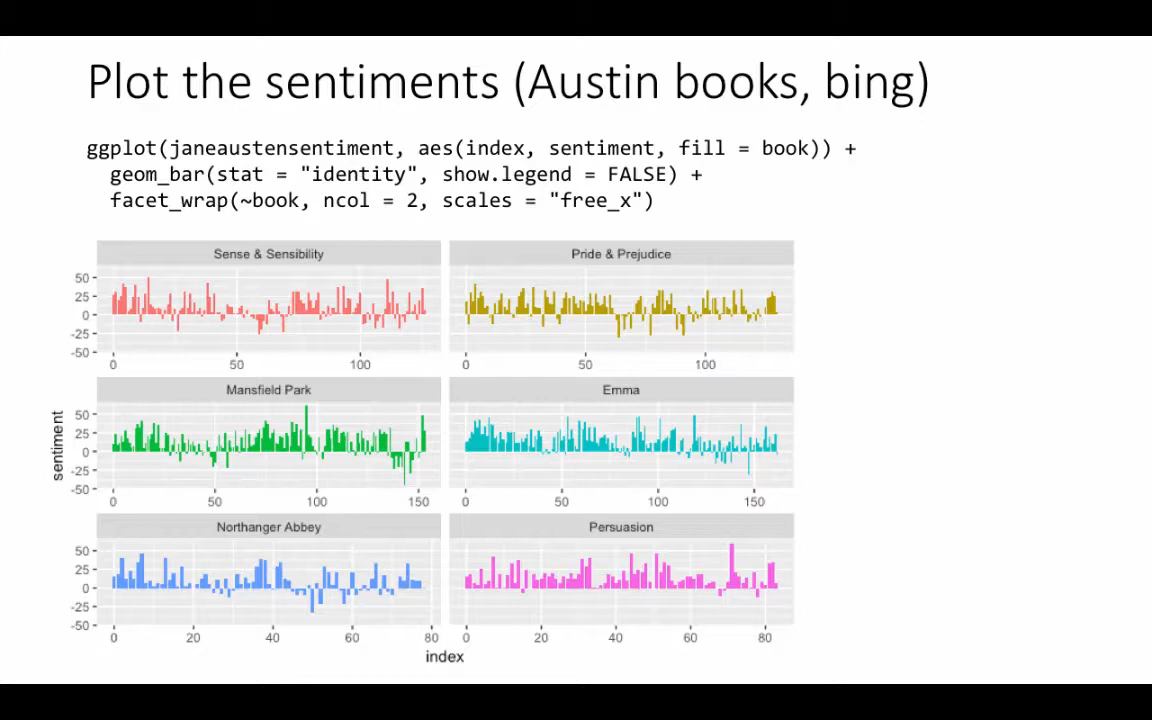 Plot the sentiments (Austin books, bing)
ggplot(janeaustensentiment, aes(index, sentiment, fill = book)) +
geom_bar(stat = "identity", show.legend = FALSE) +
facet_wrap(~book, ncol = 2, scales = "free_x")
Sense & Sensibility
Pride & Prejudice
50
25
0
-25
-50
0 50 100
0 50 100
Mansfield Park
Emma
50
25
0
-25
-50
0 50 100 150
0 50 100 150
sentiment
Northanger Abbey
Persuasion
50
25
0
-25
-50
0 20 40 60 80
0 20 40 60 80
index